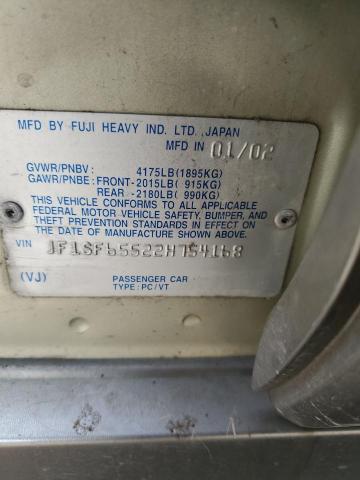 MFD BY FUJI HEAVY IND. LTD., JAPAN
MFD IN 01/02
GVWR/PNBV : 4175LB(1895KG)
GAWR/PNBE : FRONT-2015LB( 915KG)
REAR -2180LB( 990KG)
THIS VEHICLE CONFORMS TO ALL APPLICABLE
FEDERAL MOTOR VEHICLE SAFETY, BUMPER, AND
THEFT PREVENTION STANDARDS IN EFFECT ON THE
DATE OF MANUFACTURE SHOWN ABOVE.
VIN JF1SF65522H754168
(VJ) PASSENGER CAR
TYPE : PC/VT